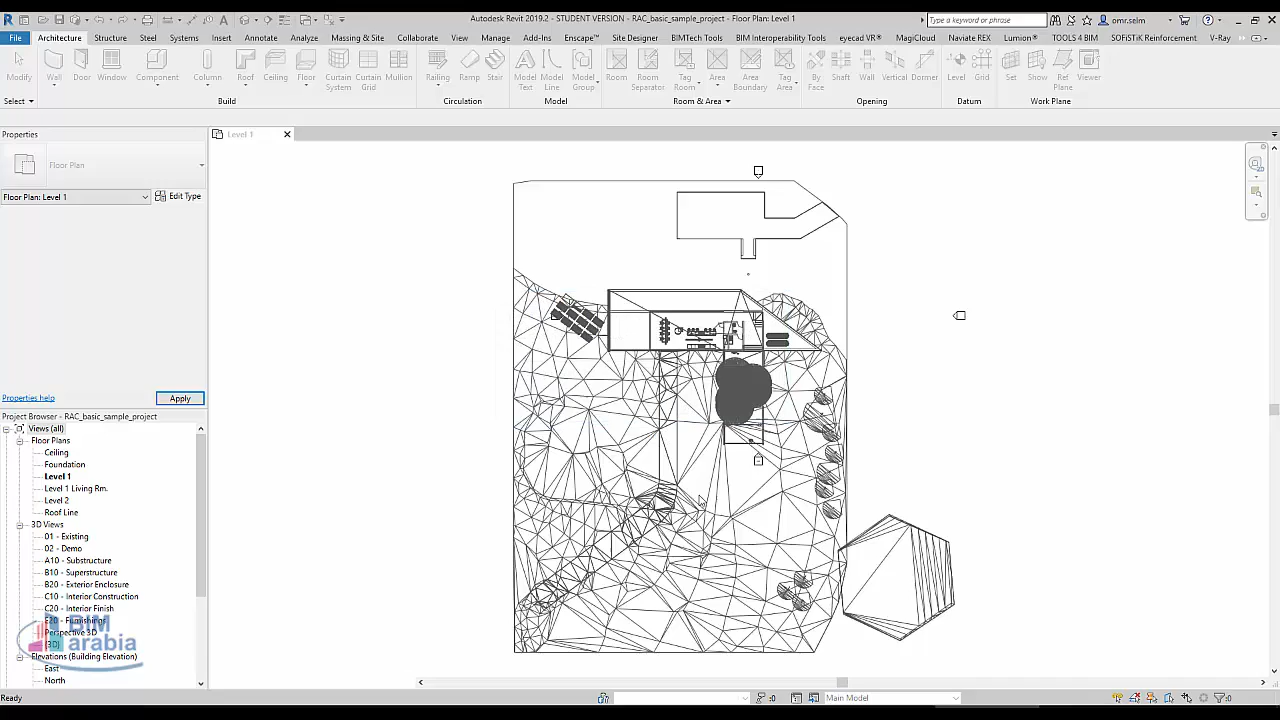 Autodesk Revit 2019.2 - STUDENT VERSION - RAC_basic_sample_project - Floor Plan: Level 1
Type a keyword or phrase
omr.selm
File Architecture Structure Steel Systems Insert Annotate Analyze Massing & Site Collaborate View Manage Add-Ins Enscape™ Site Designer BIMTech Tools BIM Interoperability Tools eyecad VR® MagiCloud Naviate REX Lumion® TOOLS 4 BIM SOFiSTiK Reinforcement V-Ray
Modify Wall Door Window Component Column Roof Ceiling Floor Curtain System Curtain Grid Mullion Railing Ramp Stair Model Text Model Line Model Group Room Room Separator Tag Room Area Area Boundary Tag Area By Face Shaft Wall Vertical Dormer Level Grid Set Show Ref Plane Viewer
Select Build Circulation Model Room & Area Opening Datum Work Plane
Properties
Level 1
Floor Plan
Floor Plan: Level 1
Edit Type
Properties help
Apply
Project Browser - RAC_basic_sample_project
Views (all)
Floor Plans
Ceiling
Foundation
Level 1
Level 1 Living Rm.
Level 2
Roof Line
3D Views
01 - Existing
02 - Demo
A10 - Substructure
B10 - Superstructure
B20 - Exterior Enclosure
C10 - Interior Construction
C20 - Interior Finish
E20 - Furnishings
Perspective 3D
{3D}
BIM
arabia
Elevations (Building Elevation)
East
North
Ready
:0
Main Model
:0